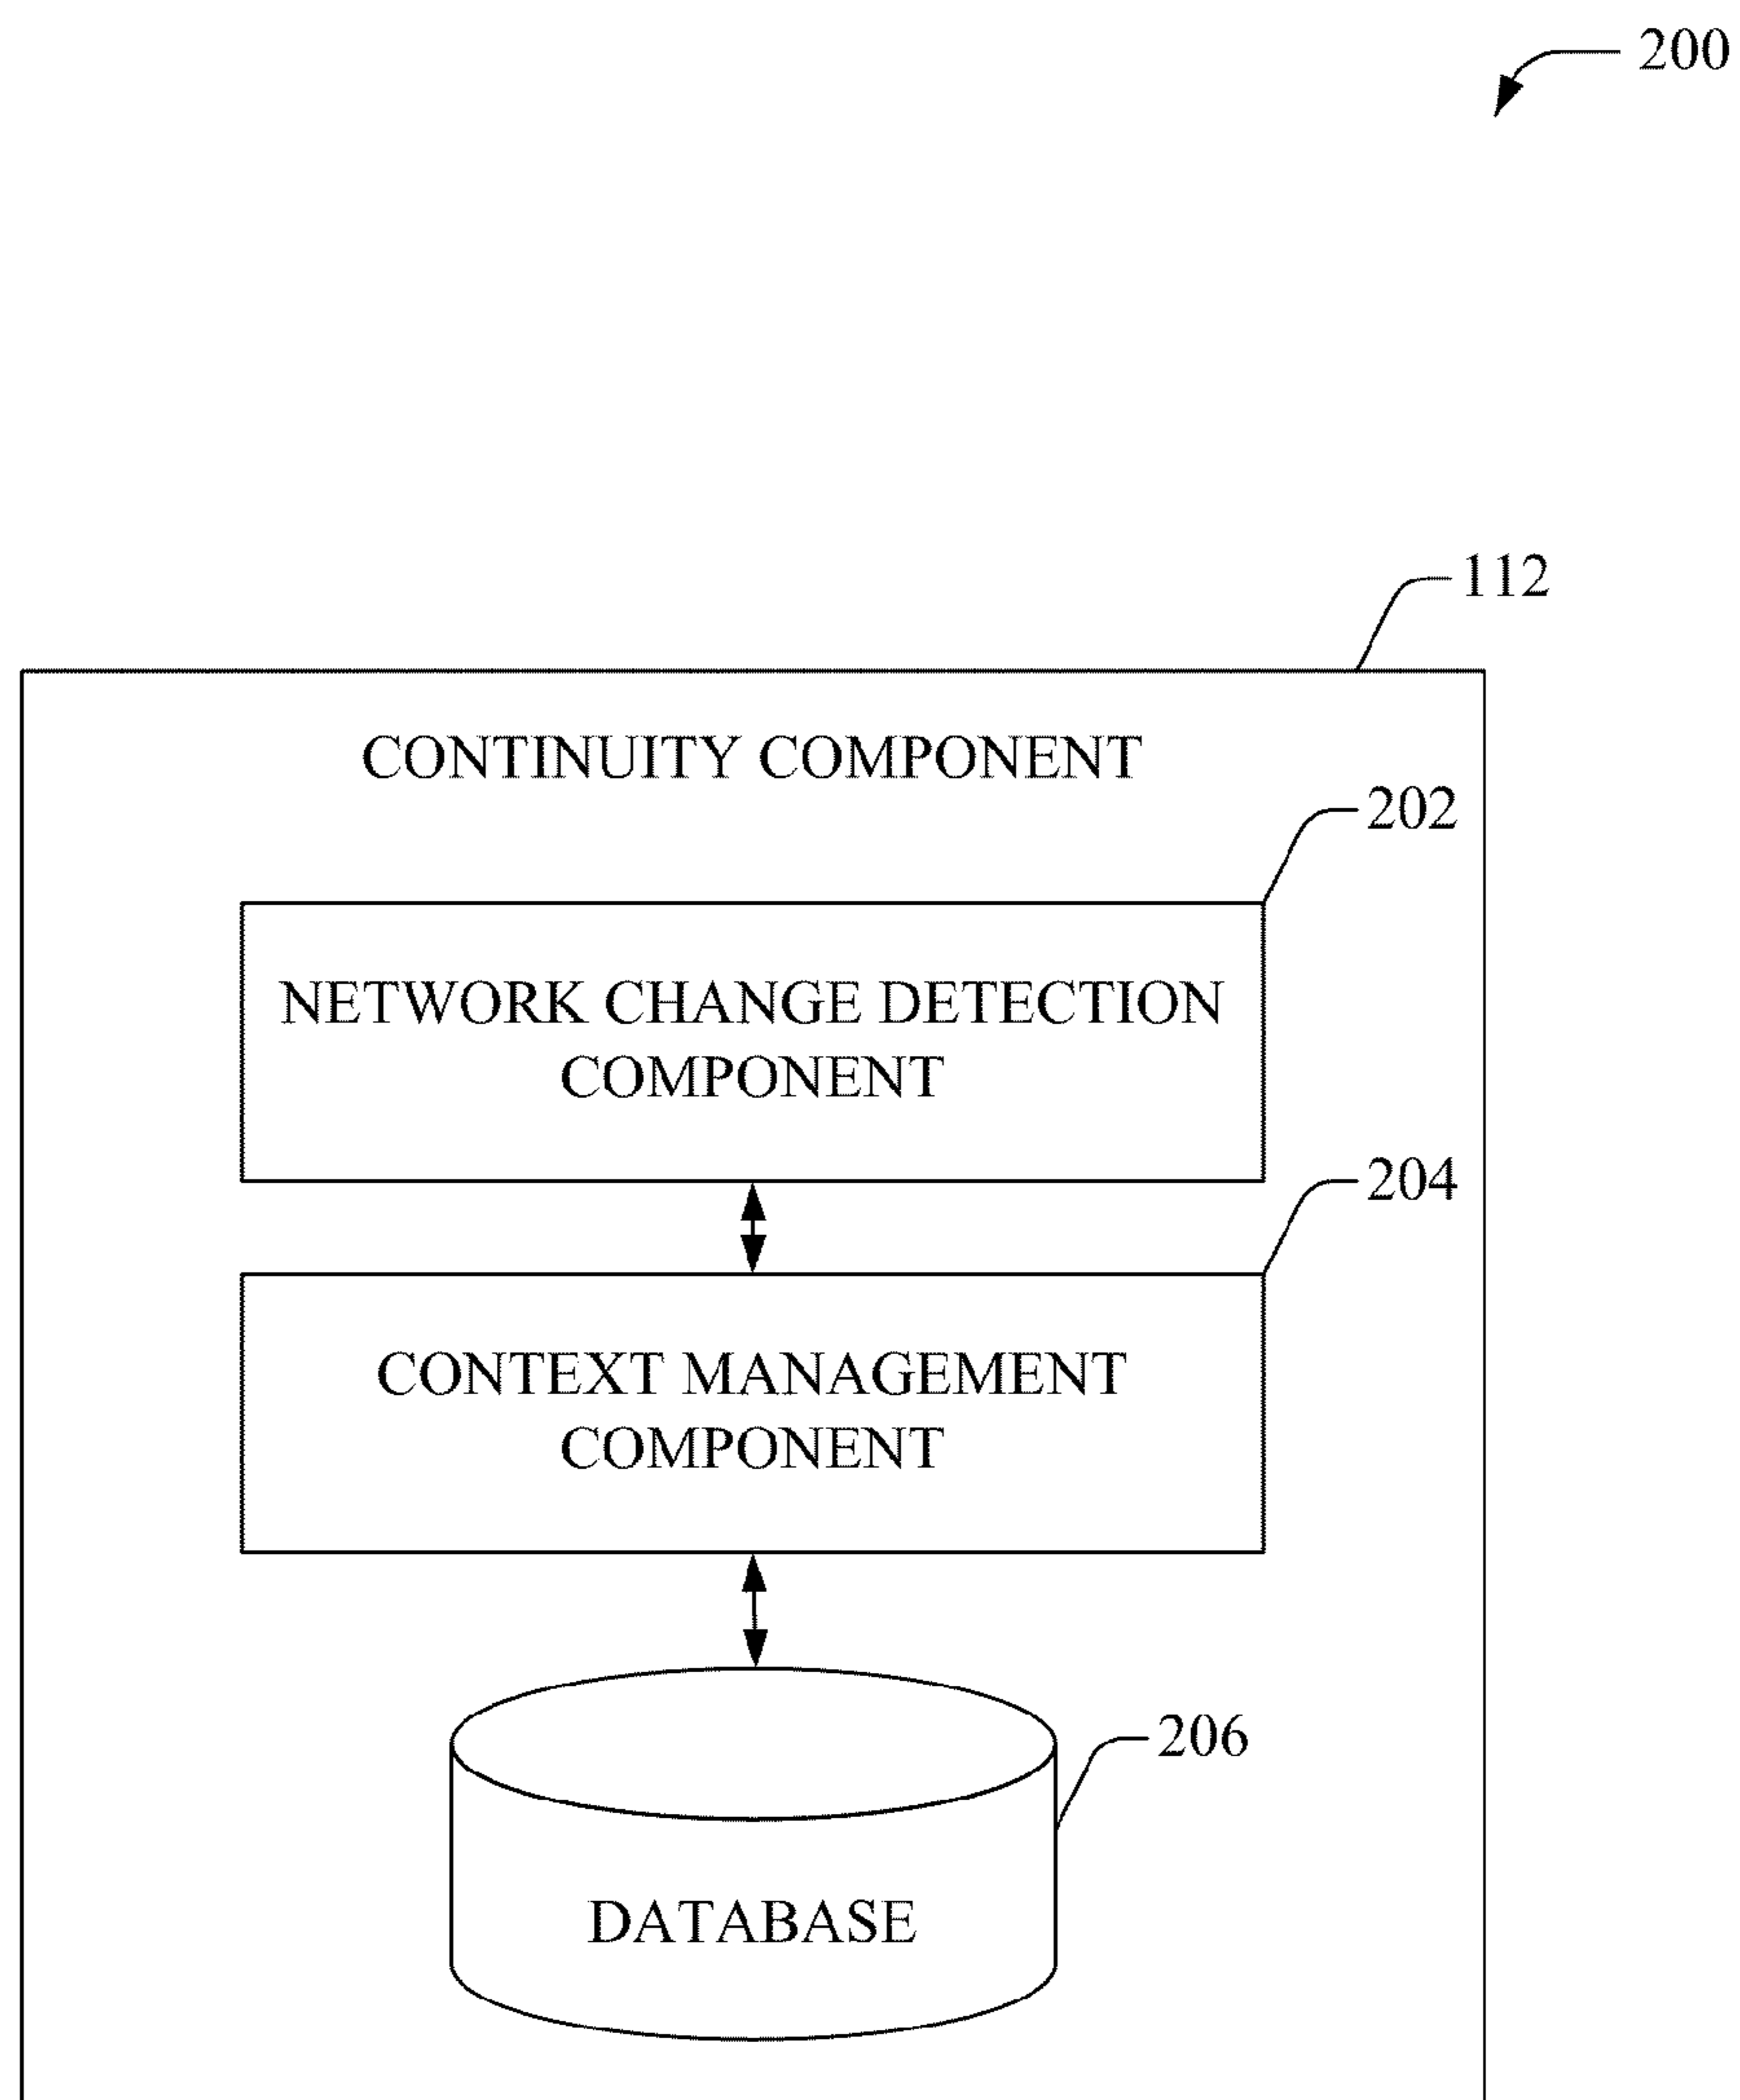 200
112
CONTINUITY COMPONENT
202
NETWORK CHANGE DETECTION
COMPONENT
204
CONTEXT MANAGEMENT
COMPONENT
206
DATABASE